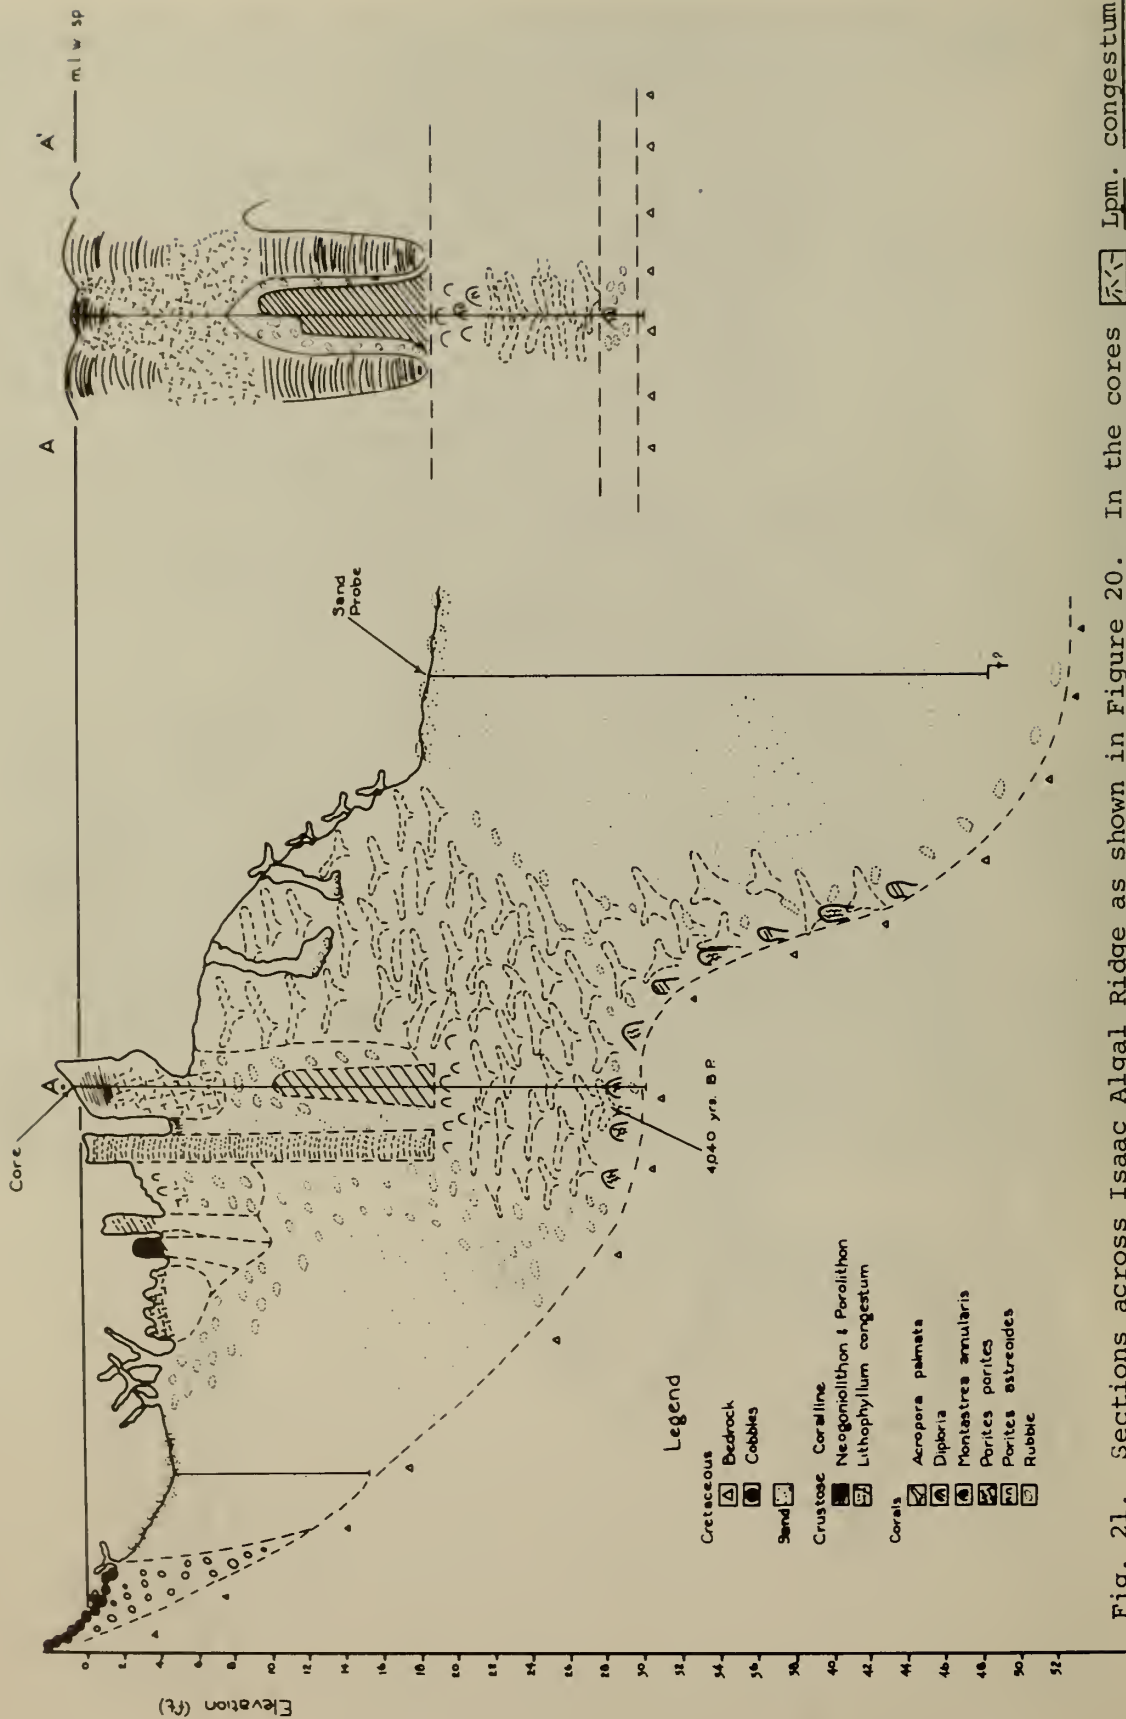 Core
A
A'
m l w sp
A.
Sand
Probe
?
4,040 yrs. B.P.
Elevation (ft)
0
2
4
6
8
10
12
14
16
18
20
22
24
26
28
30
32
34
36
38
40
42
44
46
48
50
52
Legend
Cretaceous
Bedrock
Cobbles
Sand
Crustose Coralline
Neogoniolithon & Porolithon
Lithophyllum congestum
Corals
Acropora palmata
Diploria
Montastrea annularis
Porites porites
Porites astreoides
Rubble
Fig. 21. Sections across Isaac Algal Ridge as shown in Figure 20. In the cores Lpm. congestum